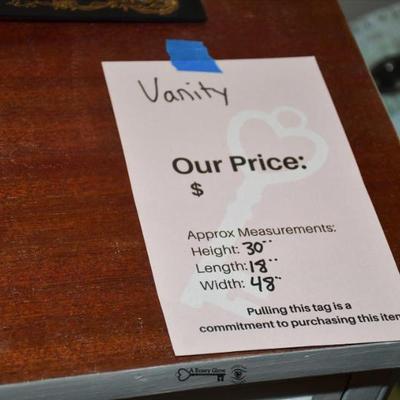 Vanity
Our Price:
$
Approx Measurements:
Height: 30"
Length: 18"
Width: 48"
Pulling this tag is a
commitment to purchasing this item